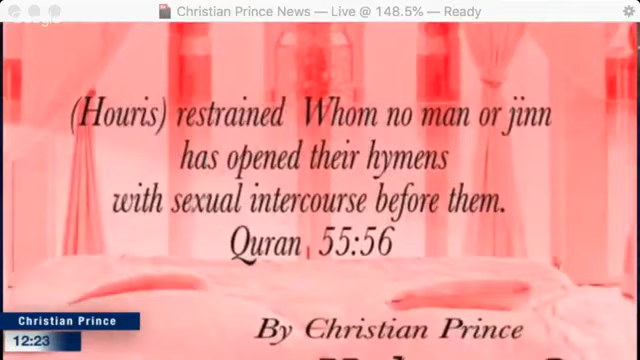 Christian Prince News — Live @ 148.5% — Ready
Google
(Houris) restrained Whom no man or jinn
has opened their hymens
with sexual intercourse before them.
Quran 55:56
By Christian Prince
Christian Prince
12:23